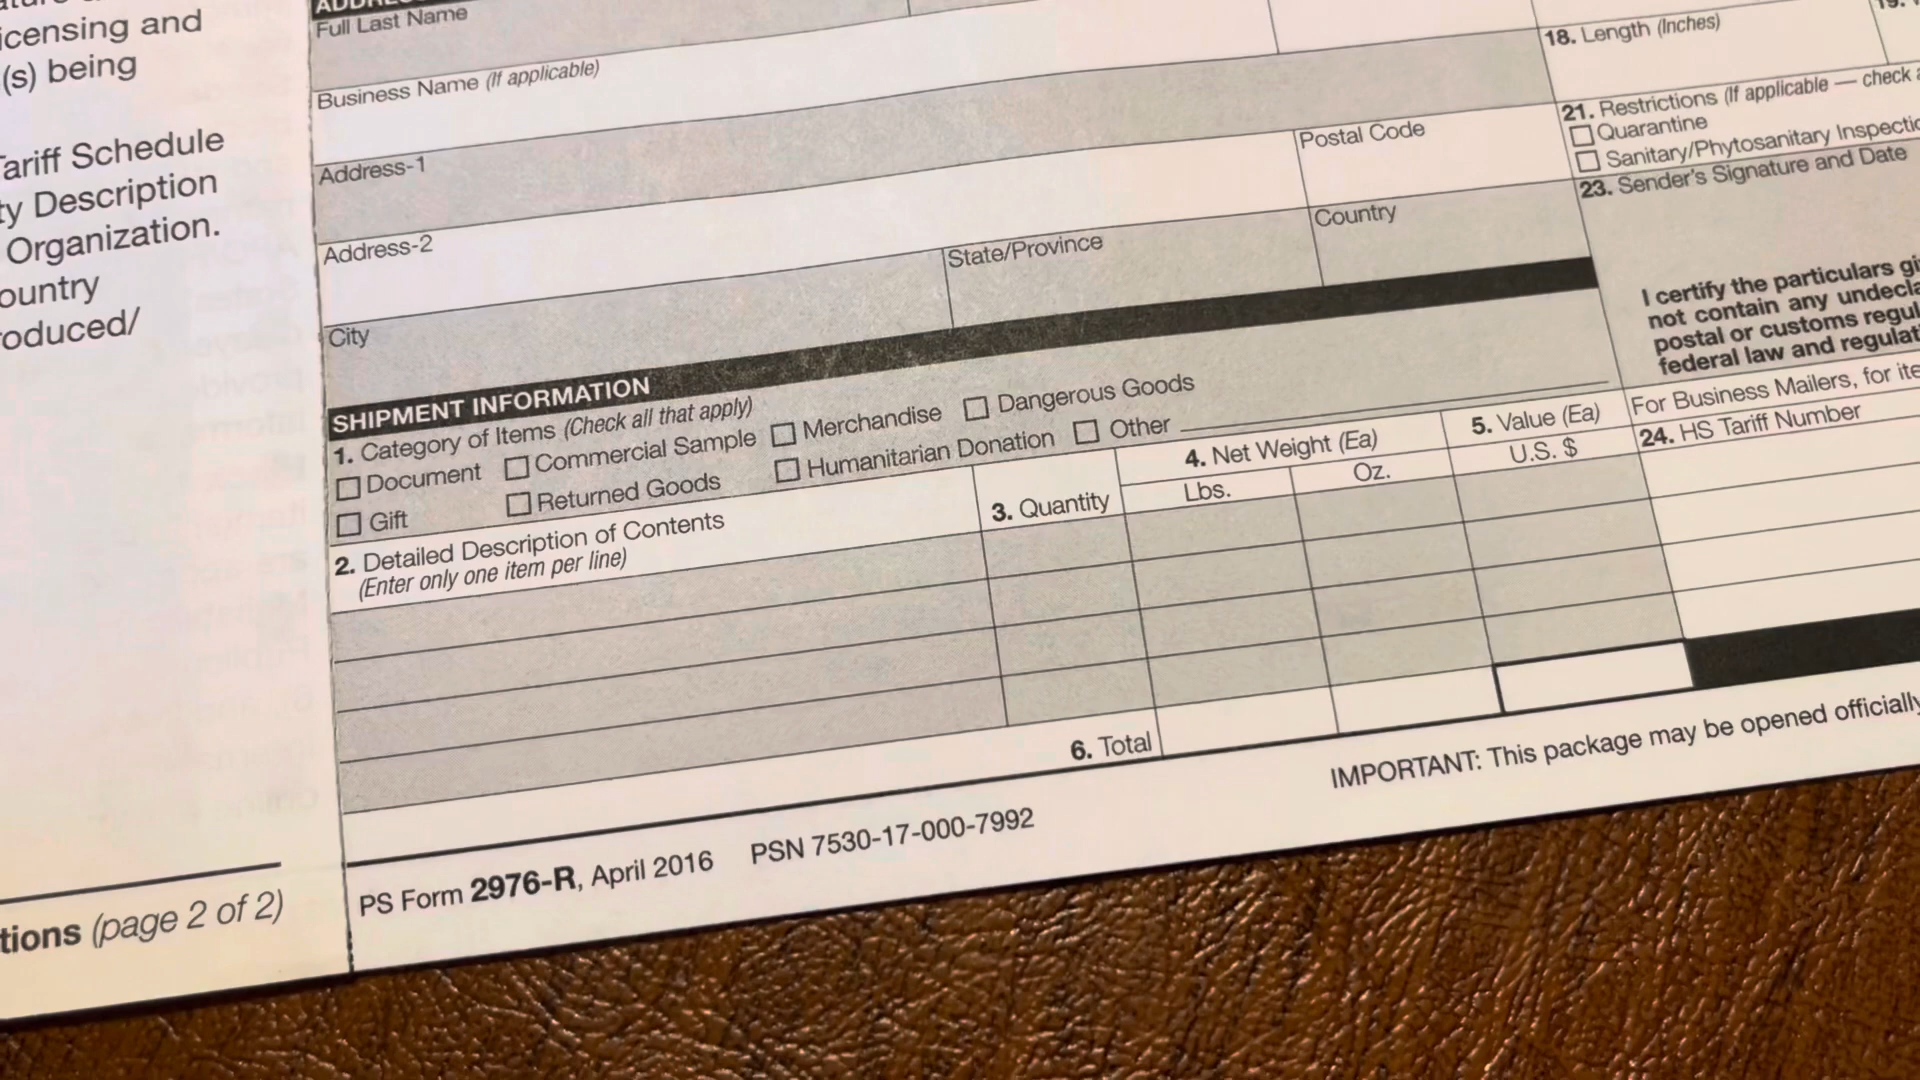 icensing and
(s) being
Tariff Schedule
ty Description
Organization.
ountry
roduced/
tions (page 2 of 2)
Full Last Name
Business Name (If applicable)
Address-1
Address-2
Postal Code
City
State/Province
Country
SHIPMENT INFORMATION
1. Category of Items (Check all that apply)
Document
Commercial Sample
Merchandise
Dangerous Goods
Gift
Returned Goods
Humanitarian Donation
Other
2. Detailed Description of Contents
(Enter only one item per line)
3. Quantity
4. Net Weight (Ea)
Lbs.
Oz.
5. Value (Ea)
U.S. $
6. Total
18. Length (Inches)
19.
21. Restrictions (If applicable — check a
Quarantine
Sanitary/Phytosanitary Inspectio
23. Sender's Signature and Date
I certify the particulars gi
not contain any undecla
postal or customs regul
federal law and regulat
For Business Mailers, for ite
24. HS Tariff Number
IMPORTANT: This package may be opened officially
PS Form 2976-R, April 2016 PSN 7530-17-000-7992